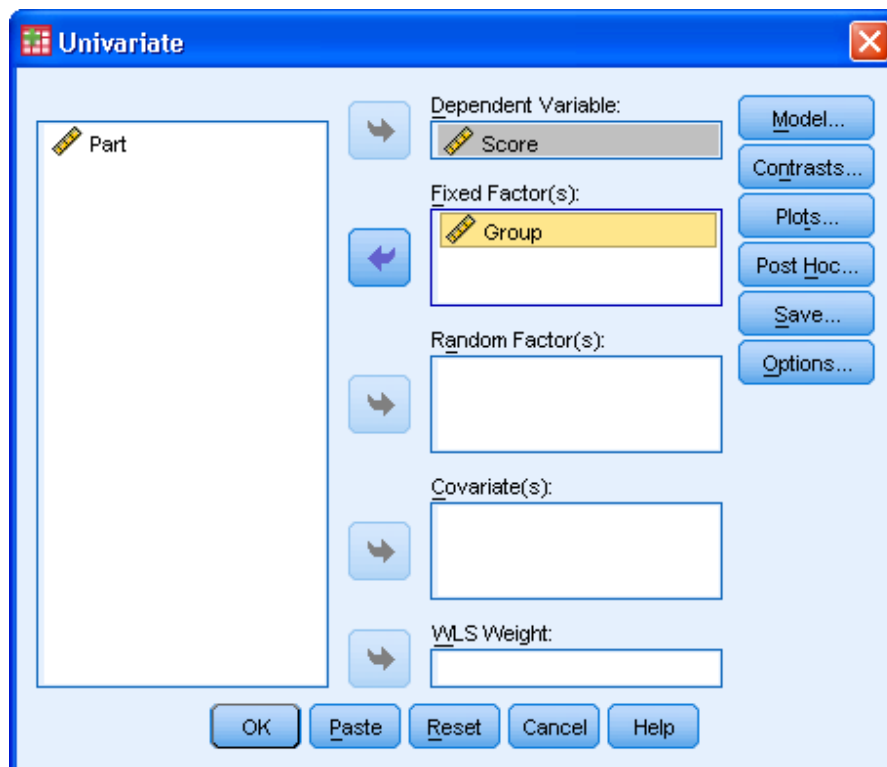 Univariate
Part
Dependent Variable:
Score
Fixed Factor(s):
Group
Random Factor(s):
Covariate(s):
WLS Weight:
Model...
Contrasts...
Plots...
Post Hoc...
Save...
Options...
OK
Paste
Reset
Cancel
Help